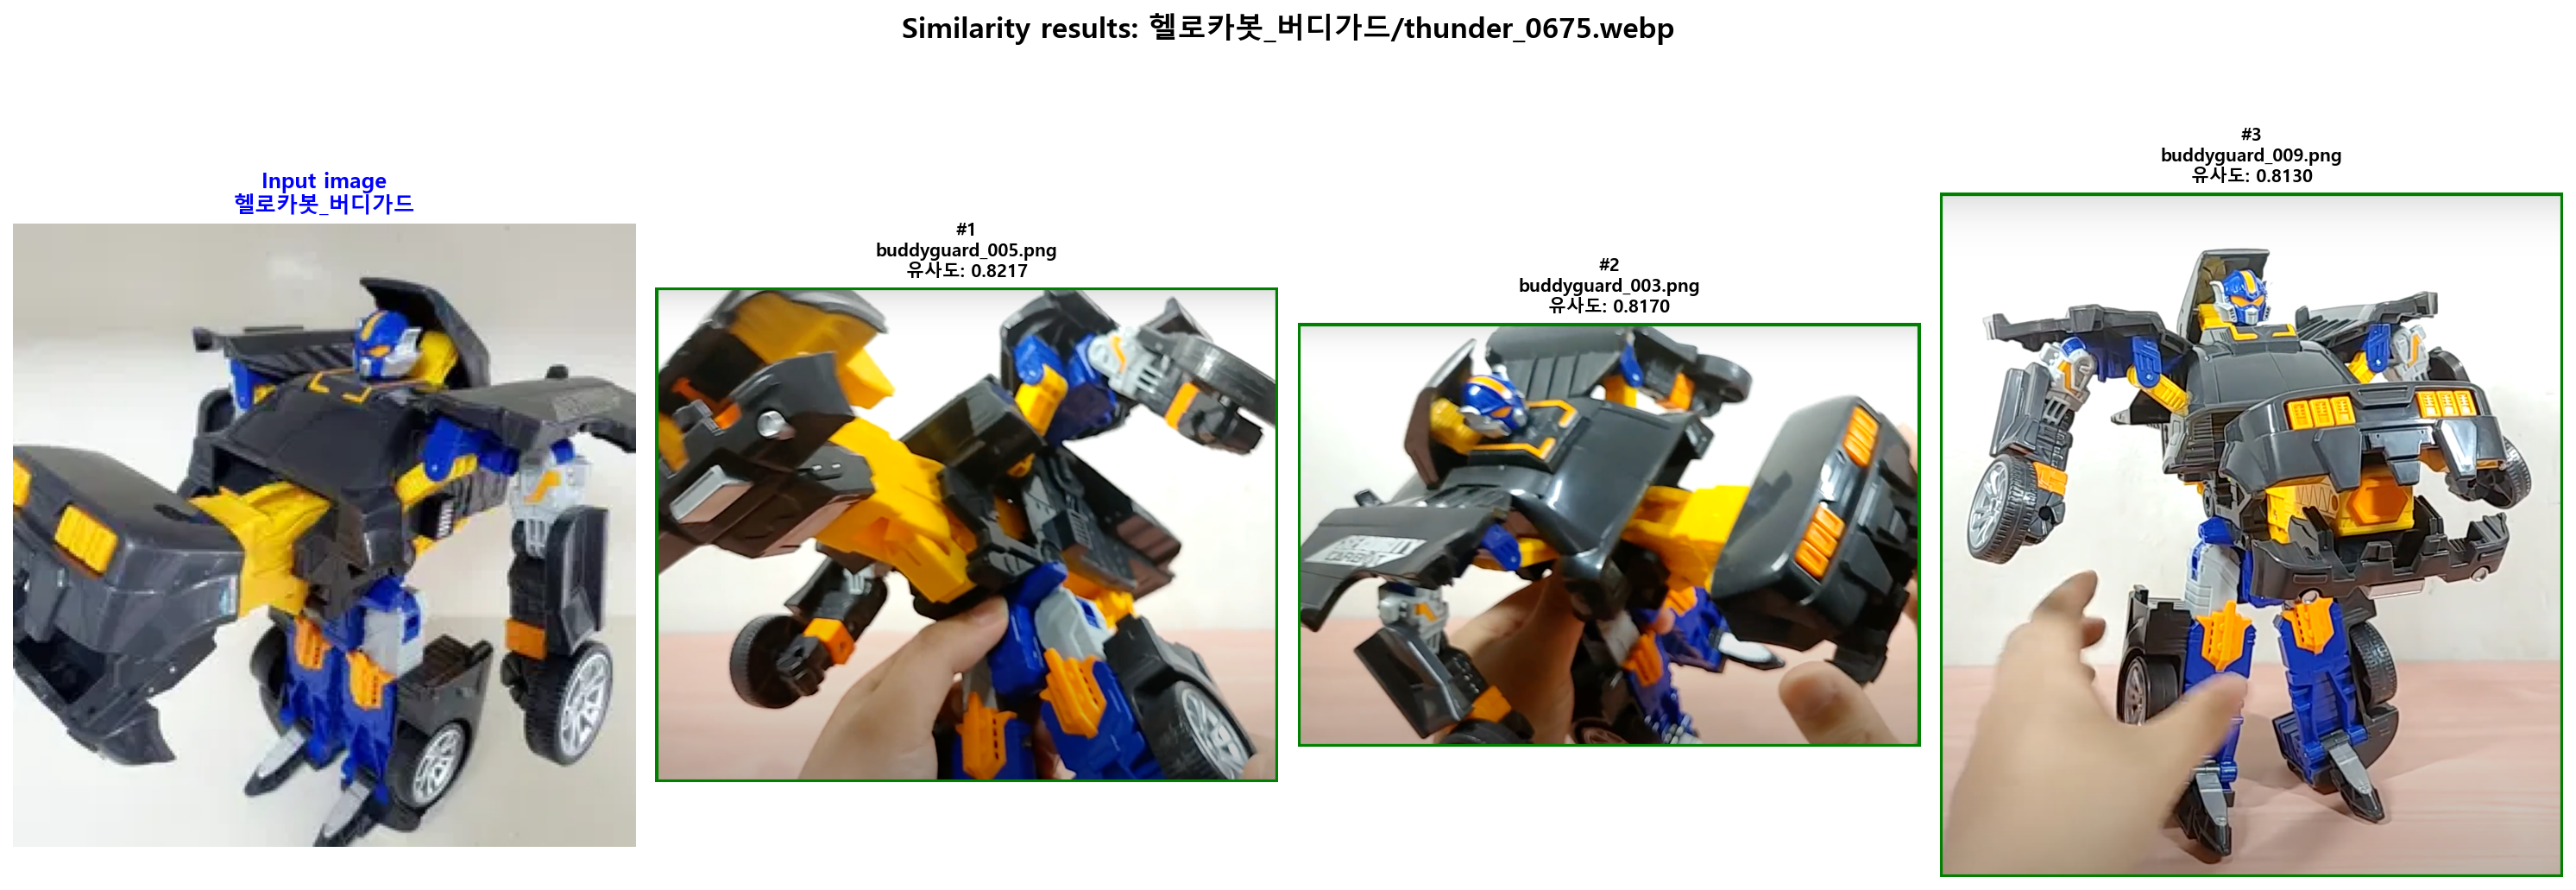 Similarity results: 헬로카봇_버디가드/thunder_0675.webp
Input image
헬로카봇_버디가드
#1
buddyguard_005.png
유사도: 0.8217
#2
buddyguard_003.png
유사도: 0.8170
#3
buddyguard_009.png
유사도: 0.8130